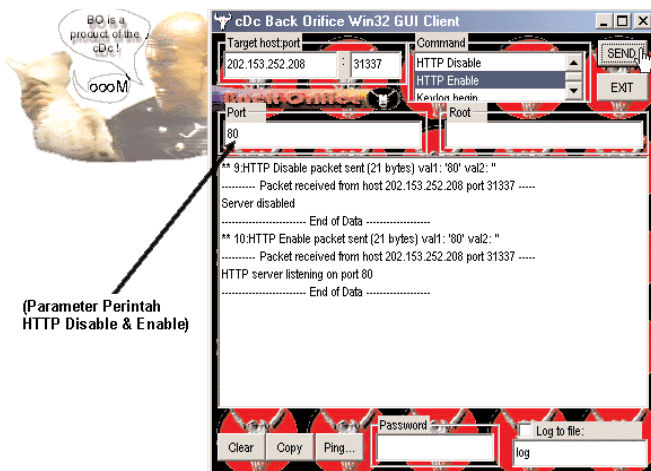 BO is a
product of the
cDc !
Mooo
cDc Back Orifice Win32 GUI Client
Target host:port
202.153.252.208 : 31337
Command
HTTP Disable
HTTP Enable
Keylog begin
SEND
EXIT
Back Orifice
Port
80
Root
** 9:HTTP Disable packet sent (21 bytes) val1: '80' val2: ''
---------- Packet received from host 202.153.252.208 port 31337 -----
Server disabled
------------------------ End of Data ------------------
** 10:HTTP Enable packet sent (21 bytes) val1: '80' val2: ''
---------- Packet received from host 202.153.252.208 port 31337 -----
HTTP server listening on port 80
------------------------ End of Data ------------------
(Parameter Perintah
HTTP Disable & Enable)
Clear
Copy
Ping...
Password
Log to file:
log